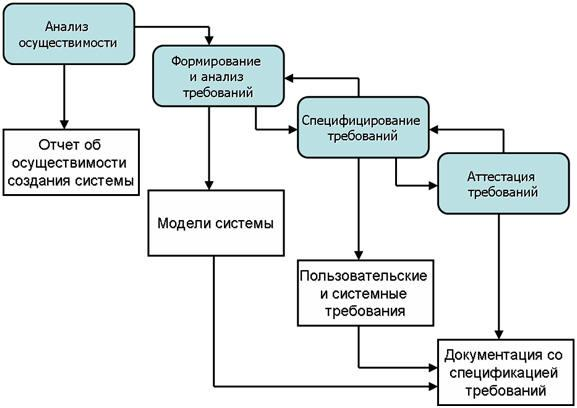 Анализ
осуществимости
Формирование
и анализ
требований
Специфицирование
требований
Аттестация
требований
Отчет об
осуществимости
создания системы
Модели системы
Пользовательские
и системные
требования
Документация со
спецификацией
требований